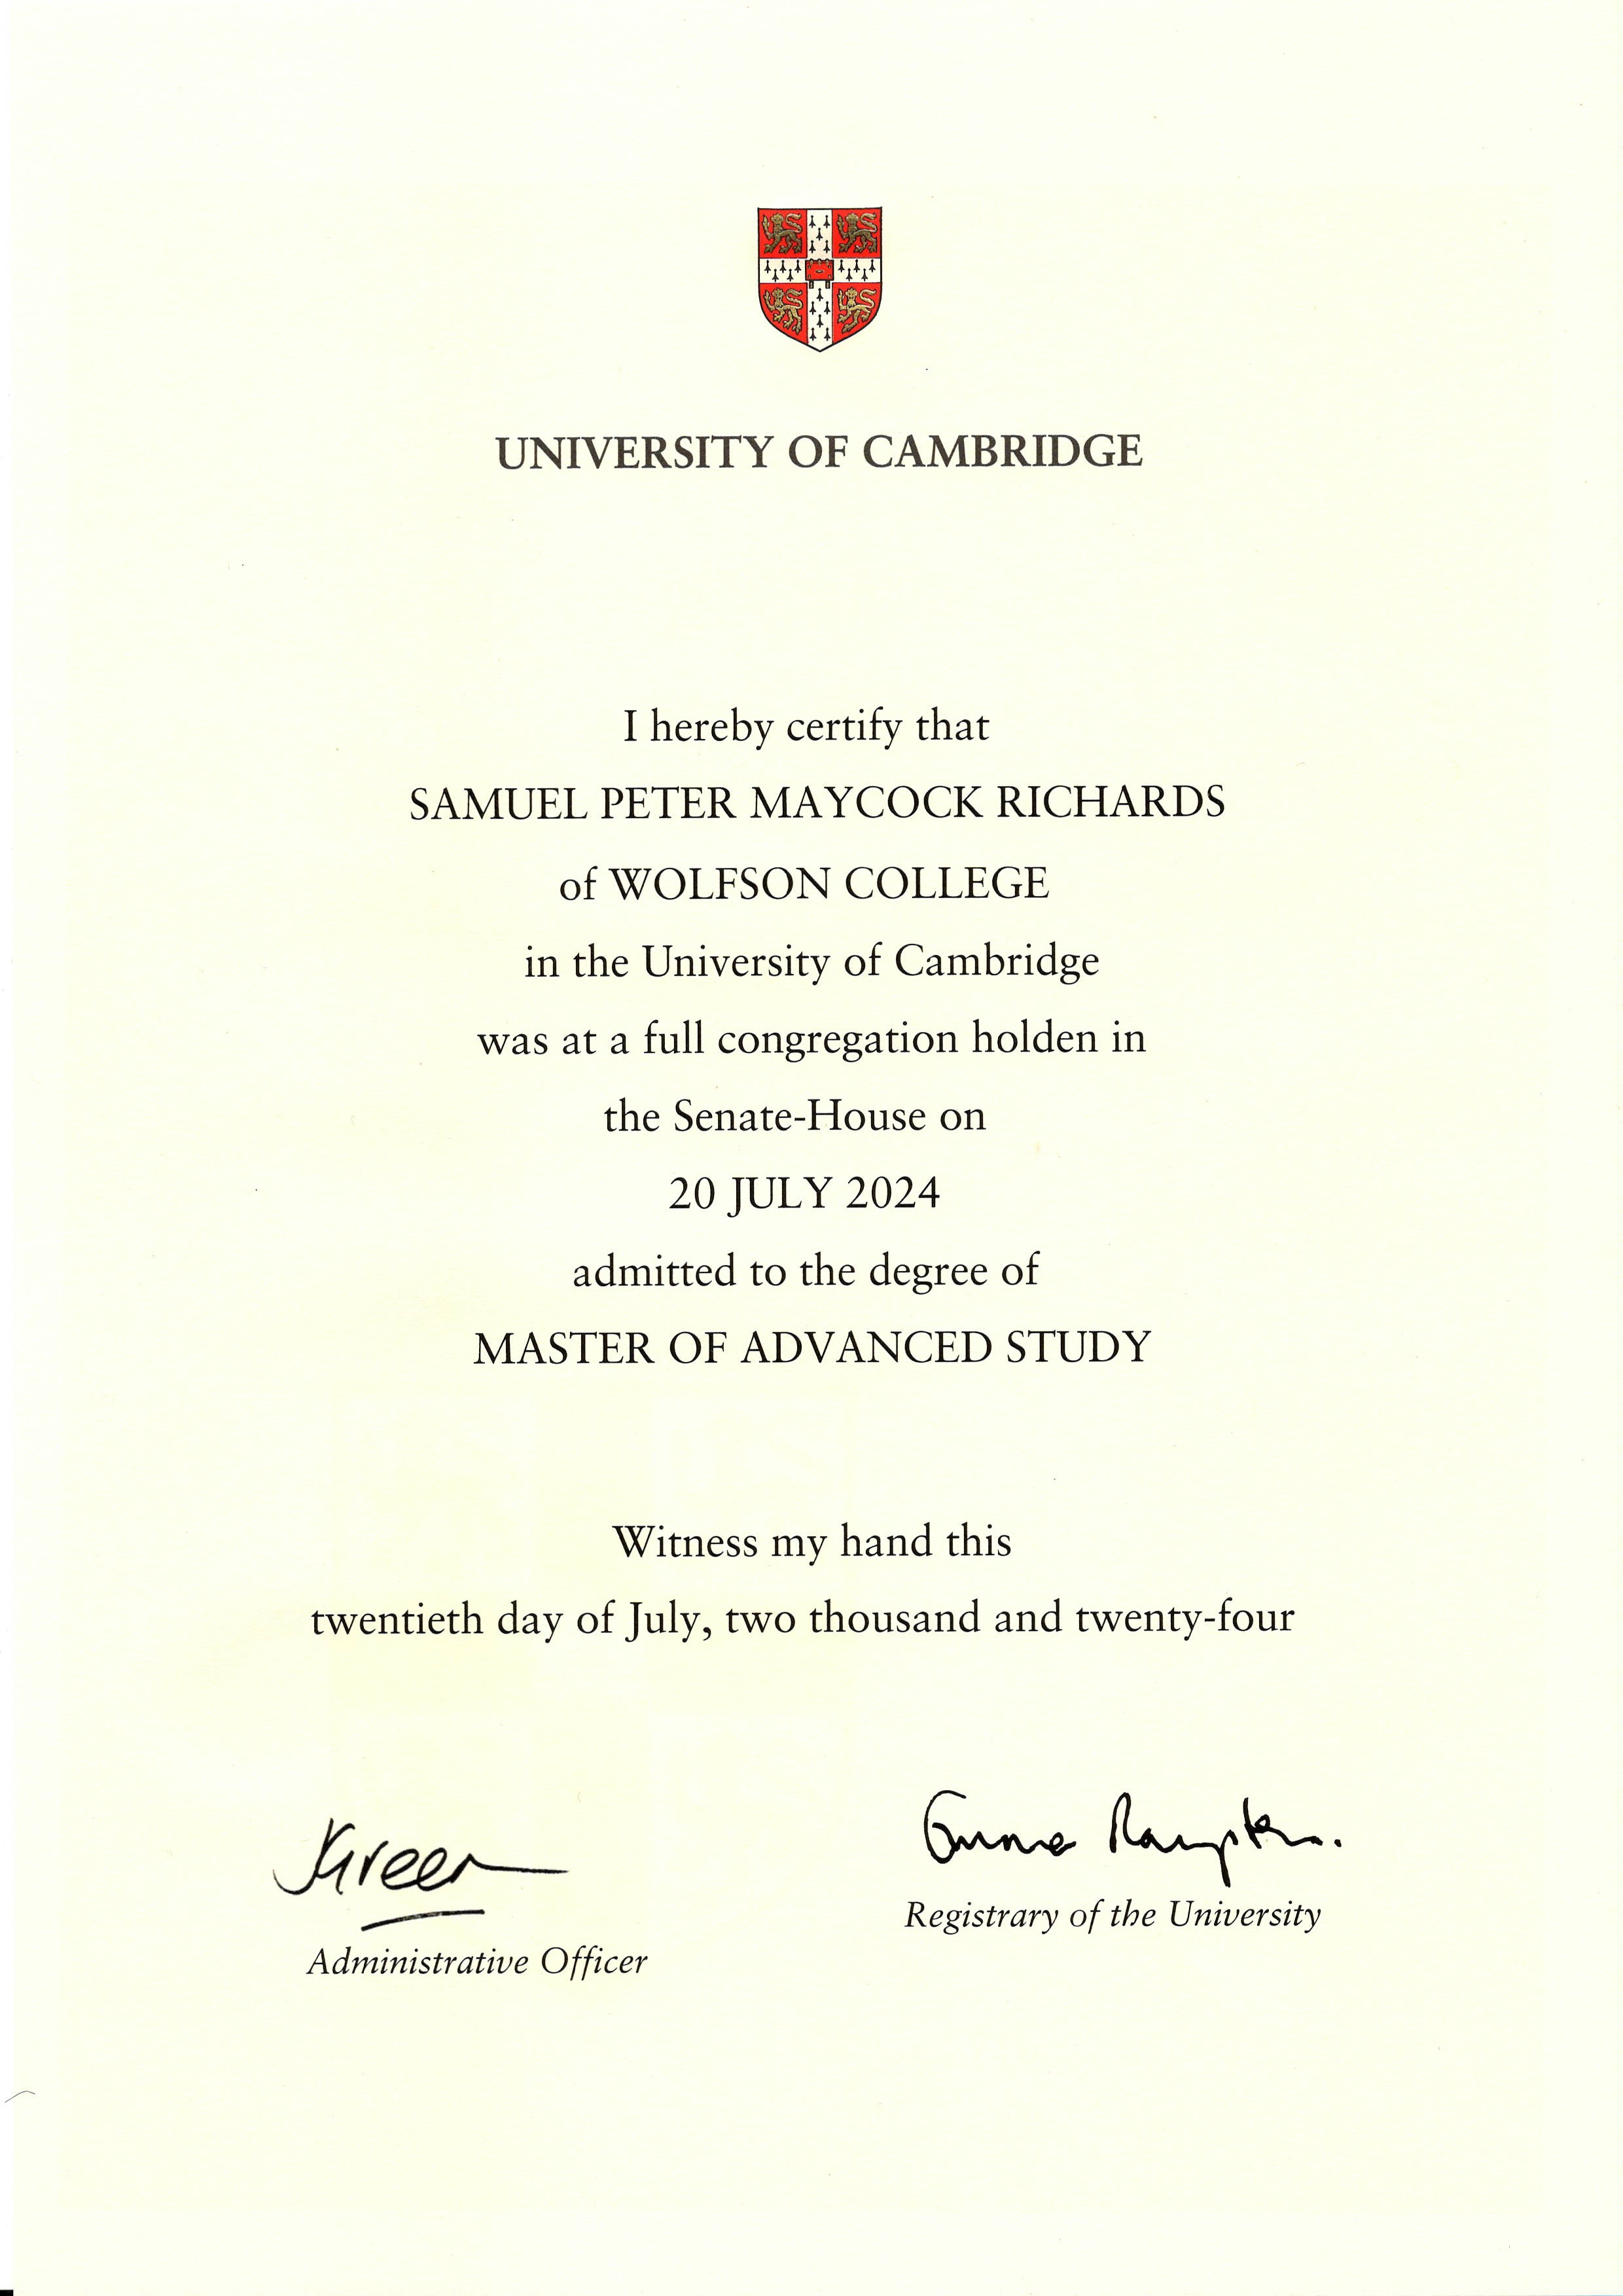 UNIVERSITY OF CAMBRIDGE
I hereby certify that
SAMUEL PETER MAYCOCK RICHARDS
of WOLFSON COLLEGE
in the University of Cambridge
was at a full congregation holden in
the Senate-House on
20 JULY 2024
admitted to the degree of
MASTER OF ADVANCED STUDY
Witness my hand this
twentieth day of July, two thousand and twenty-four
Administrative Officer
Registrary of the University